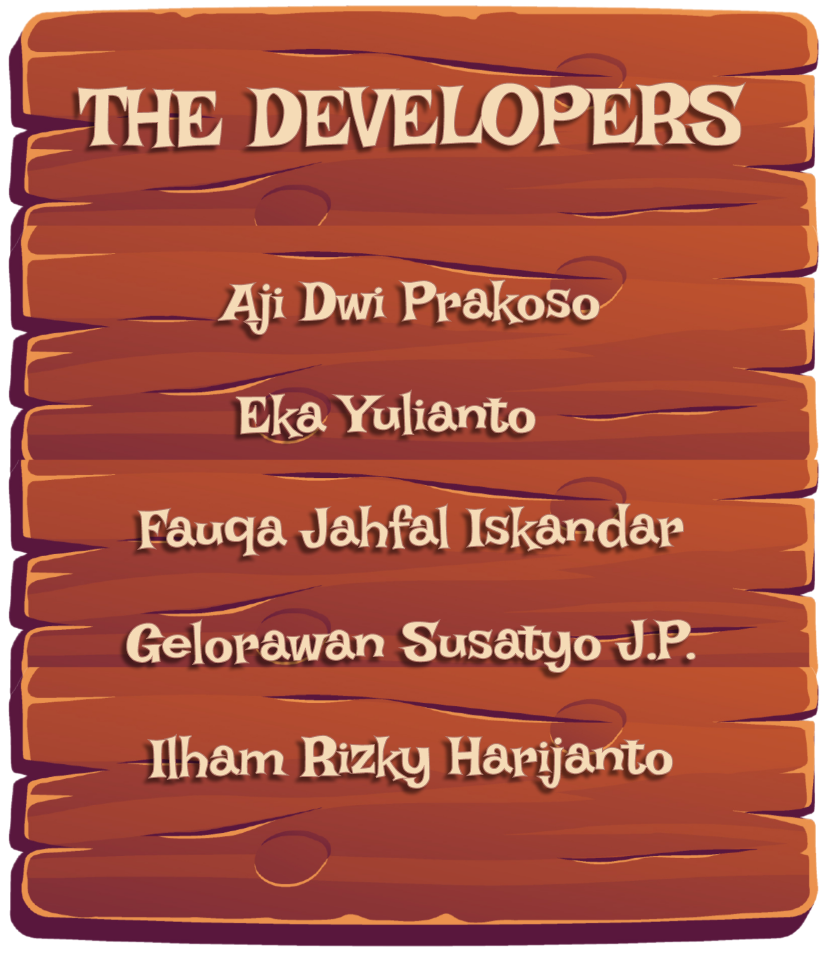 THE DEVELOPERS
Aji Dwi Prakoso
Eka Yulianto
Fauqa Jahfal Iskandar
Gelorawan Susatyo J.P.
Ilham Rizky Harijanto